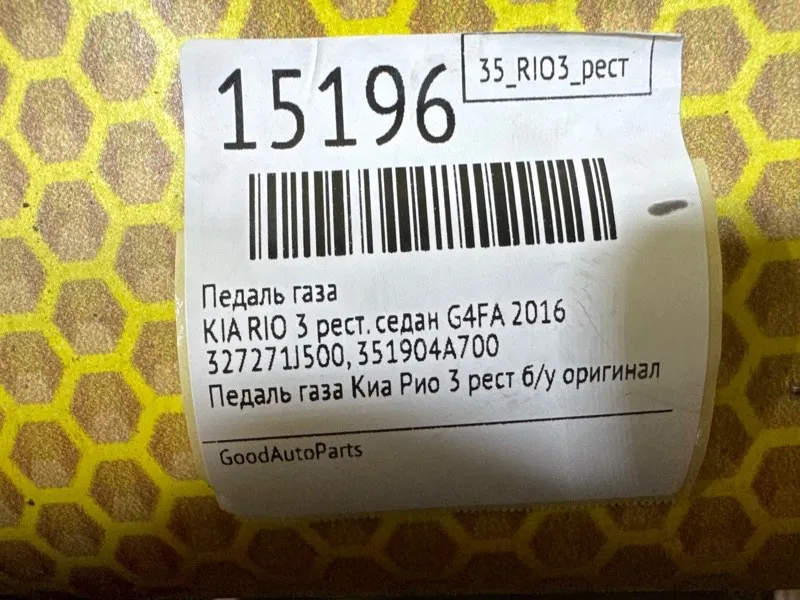 15196
35_RIO3_рест
Педаль газа
KIA RIO 3 рест. седан G4FA 2016
327271J500, 351904A700
Педаль газа Киа Рио 3 рест б/у оригинал
GoodAutoParts